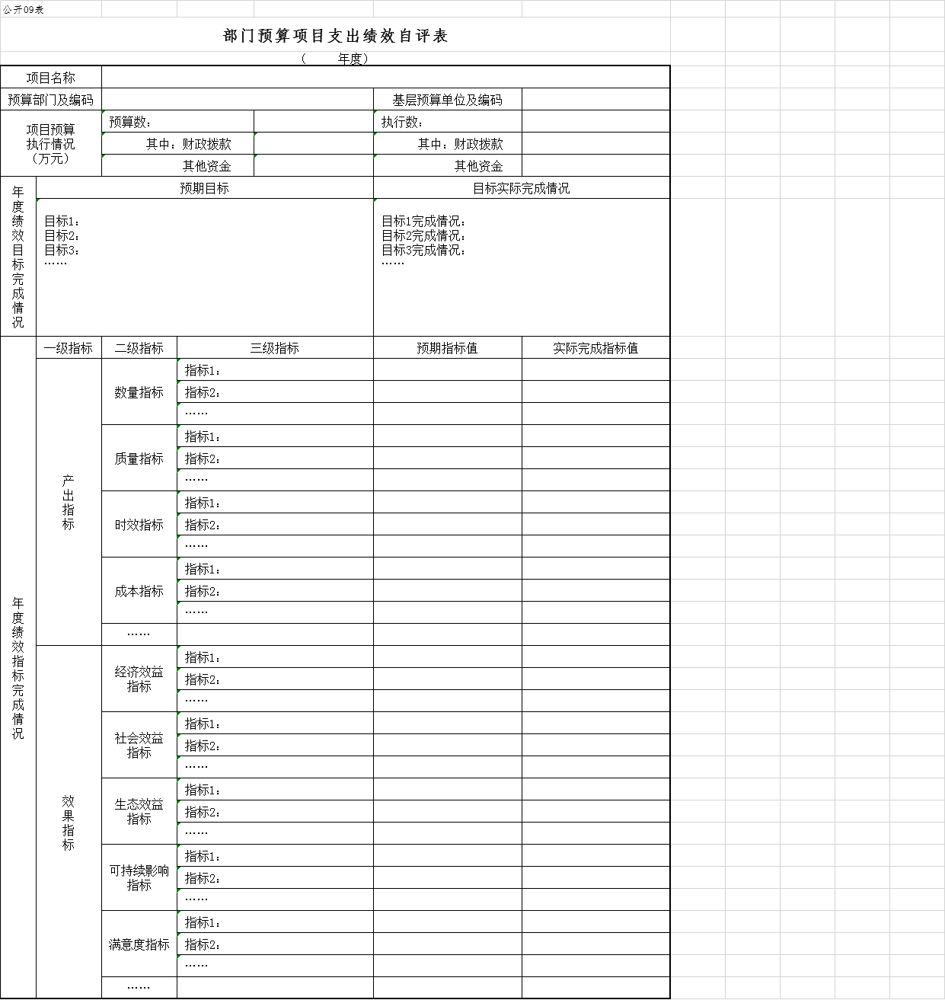 公开09表
部门预算项目支出绩效自评表
（ 年度）
项目名称
预算部门及编码
基层预算单位及编码
项目预算
执行情况
（万元）
预算数：
执行数：
其中：财政拨款
其中：财政拨款
其他资金
其他资金
年度绩效目标完成情况
预期目标
目标实际完成情况
目标1：
目标2：
目标3：
……
目标1完成情况：
目标2完成情况：
目标3完成情况：
……
年度绩效指标完成情况
一级指标
二级指标
三级指标
预期指标值
实际完成指标值
产出指标
数量指标
指标1：
指标2：
……
质量指标
指标1：
指标2：
……
时效指标
指标1：
指标2：
……
成本指标
指标1：
指标2：
……
……
效果指标
经济效益
指标
指标1：
指标2：
……
社会效益
指标
指标1：
指标2：
……
生态效益
指标
指标1：
指标2：
……
可持续影响
指标
指标1：
指标2：
……
满意度指标
指标1：
指标2：
……
……